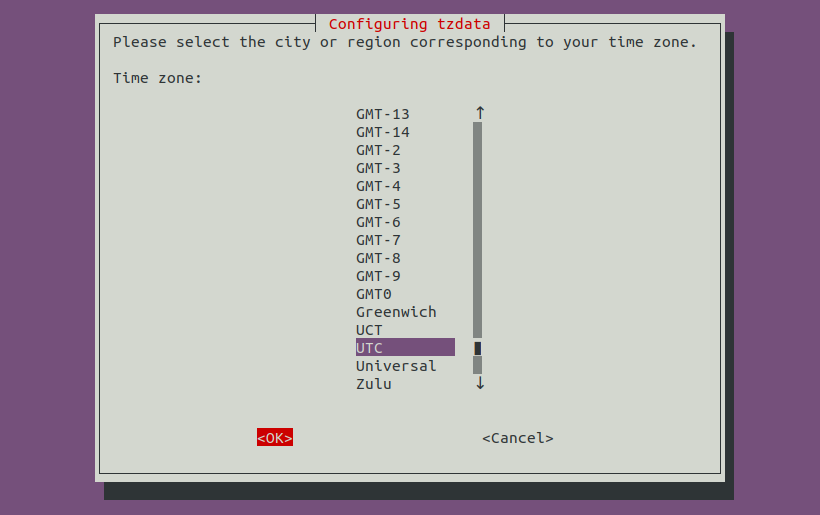 Configuring tzdata
Please select the city or region corresponding to your time zone.
Time zone:
GMT-13
GMT-14
GMT-2
GMT-3
GMT-4
GMT-5
GMT-6
GMT-7
GMT-8
GMT-9
GMT0
Greenwich
UCT
UTC
Universal
Zulu
<OK> <Cancel>